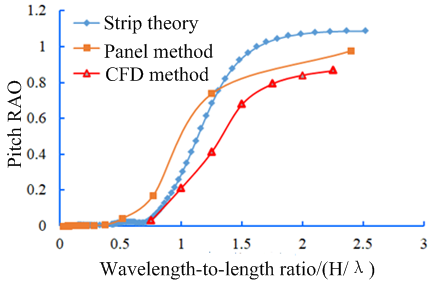 1.2
1
0.8
0.6
0.4
0.2
0
Pitch RAO
Strip theory
Panel method
CFD method
0 0.5 1 1.5 2 2.5 3
Wavelength-to-length ratio/(H/λ)